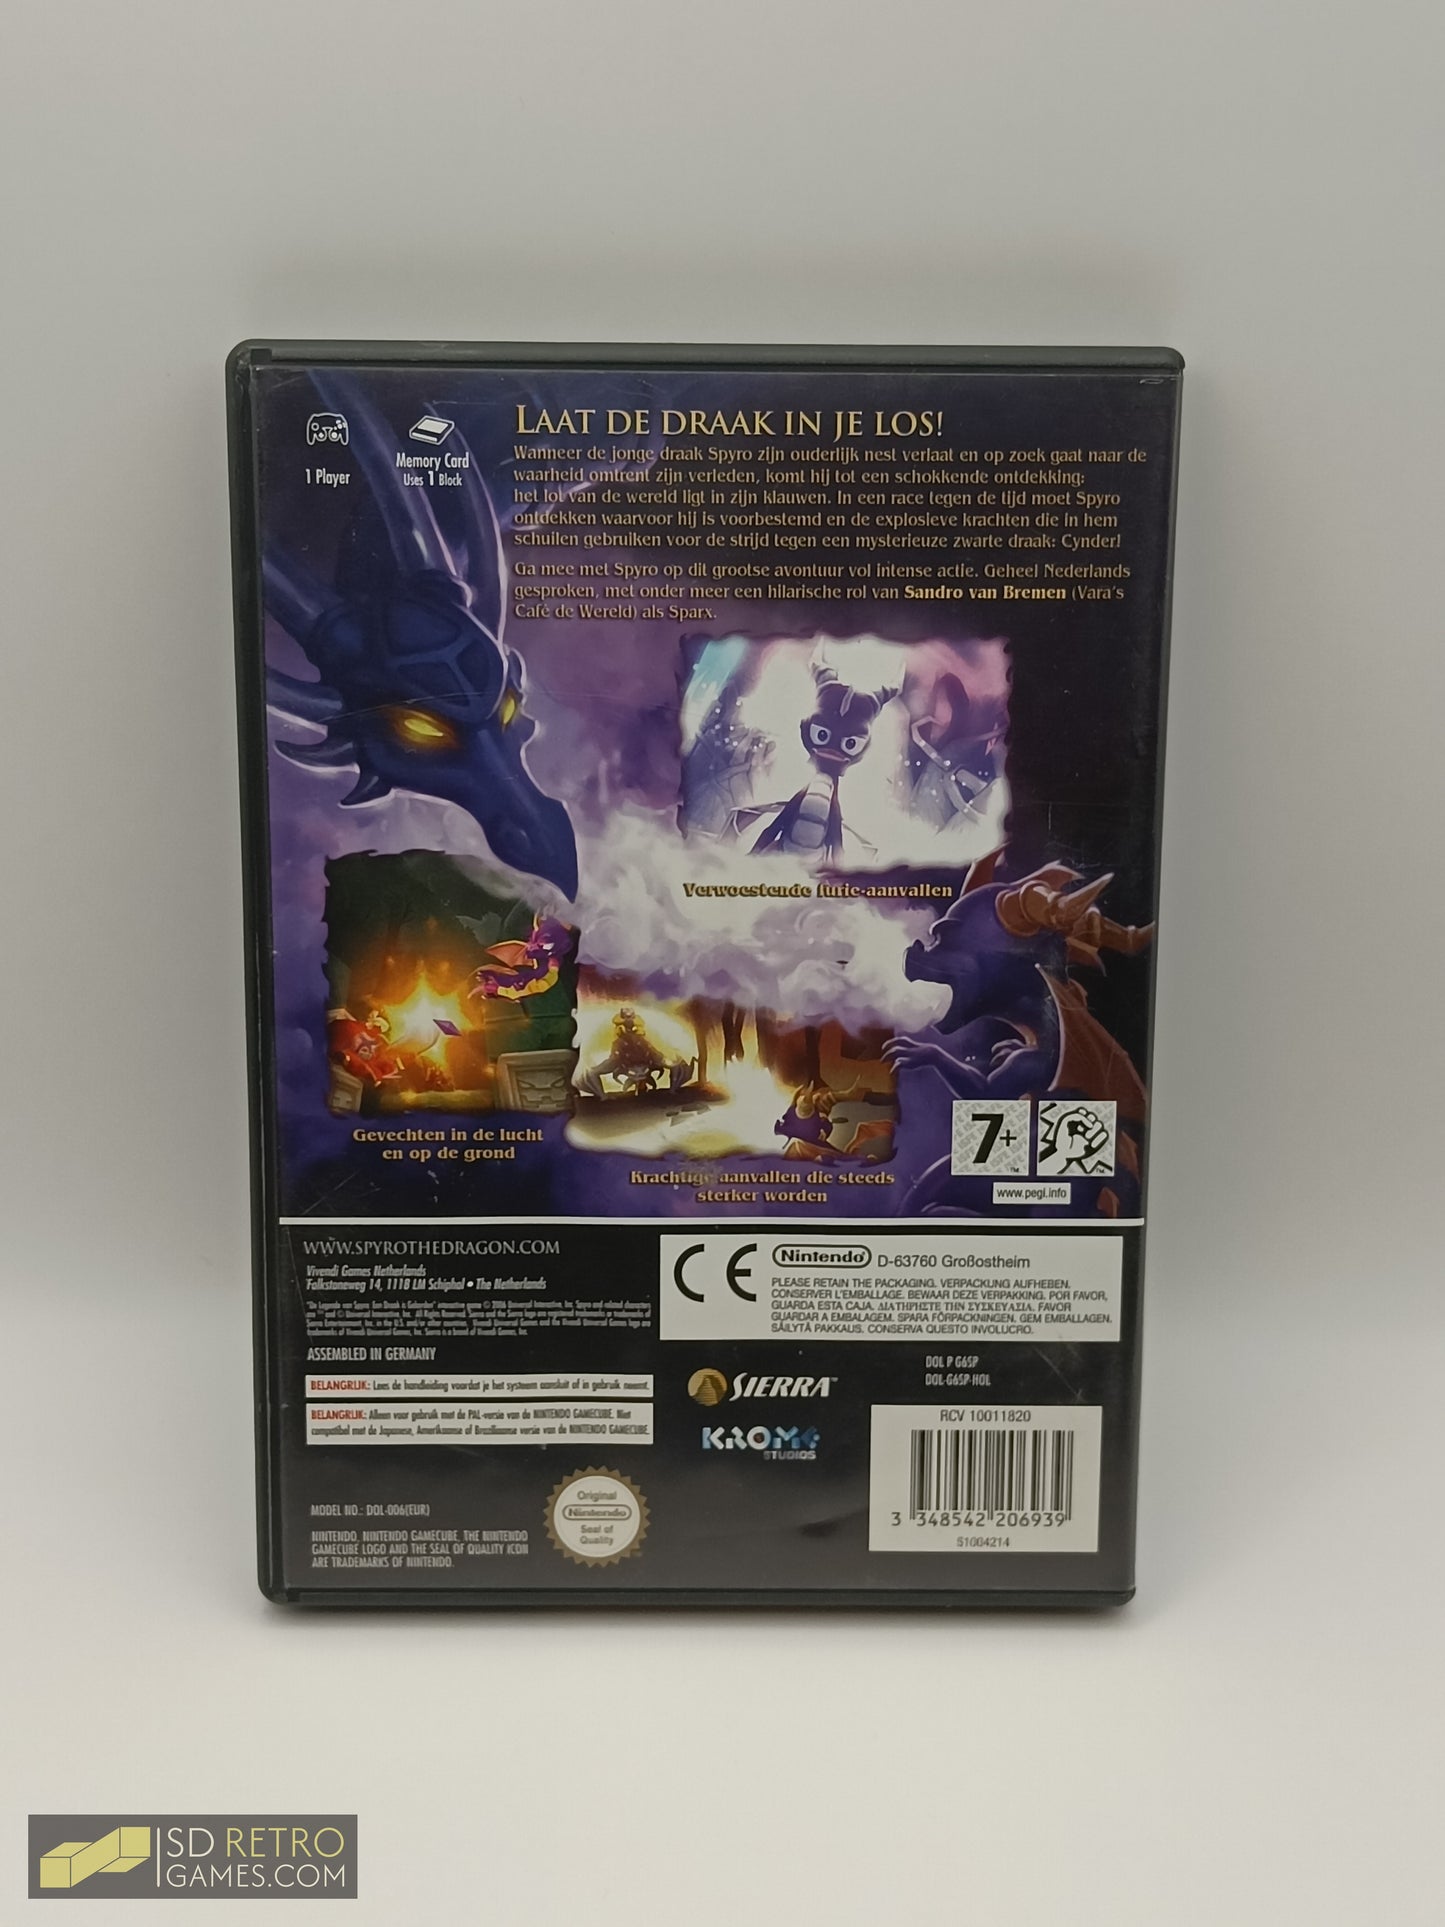 1 Player
Memory Card
Uses 1 Block
LAAT DE DRAAK IN JE LOS!
Wanneer de jonge draak Spyro zijn ouderlijk nest verlaat en op zoek gaat naar de
waarheid omtrent zijn verleden, komt hij tot een schokkende ontdekking:
het lot van de wereld ligt in zijn klauwen. In een race tegen de tijd moet Spyro
ontdekken waarvoor hij is voorbestemd en de explosieve krachten die in hem
schuilen gebruiken voor de strijd tegen een mysterieuze zwarte draak: Cynder!
Ga mee met Spyro op dit grootse avontuur vol intense actie. Geheel Nederlands
gesproken, met onder meer een hilarische rol van Sandro van Bremen (Vara's
Café de Wereld) als Sparx.
Verwoestende furie-aanvallen
Gevechten in de lucht
en op de grond
Krachtige aanvallen die steeds
sterker worden
7+
www.pegi.info
WWW.SPYROTHEDRAGON.COM
Vivendi Games Netherlands
Falkstoneweg 14, 1118 LM Schiphol • The Netherlands
ASSEMBLED IN GERMANY
BELANGRIJK: Lees de handleiding voordat je het systeem aansluit of in gebruik neemt.
BELANGRIJK: Alleen voor gebruik met de PAL-versie van de NINTENDO GAMECUBE. Niet
compatibel met de Japanse, Amerikaanse of Braziliaanse versie van de NINTENDO GAMECUBE.
MODEL NO.: DOL-006(EUR)
NINTENDO, NINTENDO GAMECUBE, THE NINTENDO
GAMECUBE LOGO AND THE SEAL OF QUALITY ICON
ARE TRADEMARKS OF NINTENDO.
Original
Nintendo
Seal of
Quality
CE
Nintendo D-63760 Großostheim
PLEASE RETAIN THE PACKAGING. VERPACKUNG AUFHEBEN.
CONSERVER L'EMBALLAGE. BEWAAR DEZE VERPAKKING. POR FAVOR,
GUARDA ESTA CAJA. ΔΙΑΤΗΡΗΣΤΕ ΤΗΝ ΣΥΣΚΕΥΑΣΙΑ. FAVOR
GUARDAR A EMBALAGEM. SPARA FÖRPACKNINGEN. GEM EMBALLAGEN.
SÄILYTÄ PAKKAUS. CONSERVA QUESTO INVOLUCRO.
SIERRA
KROME
STUDIOS
DOL P G6SP
DOL-G6SP-HOL
RCV 10011820
3 348542 206939
S1004214
SD RETRO
GAMES.COM